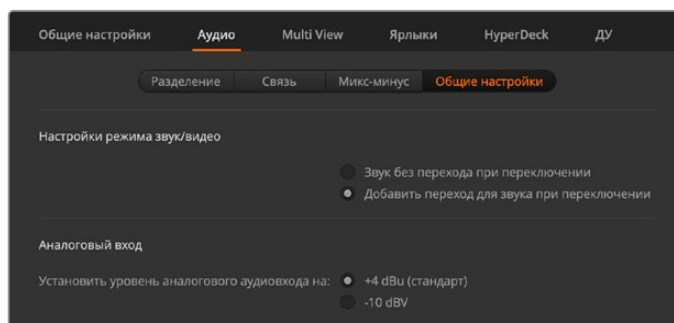 Общие настройки Аудио Multi View Ярлыки HyperDeck ДУ
Разделение Связь Микс-минус Общие настройки
Настройки режима звук/видео
Звук без перехода при переключении
Добавить переход для звука при переключении
Аналоговый вход
Установить уровень аналогового аудиовхода на: +4 dBu (стандарт)
-10 dBV